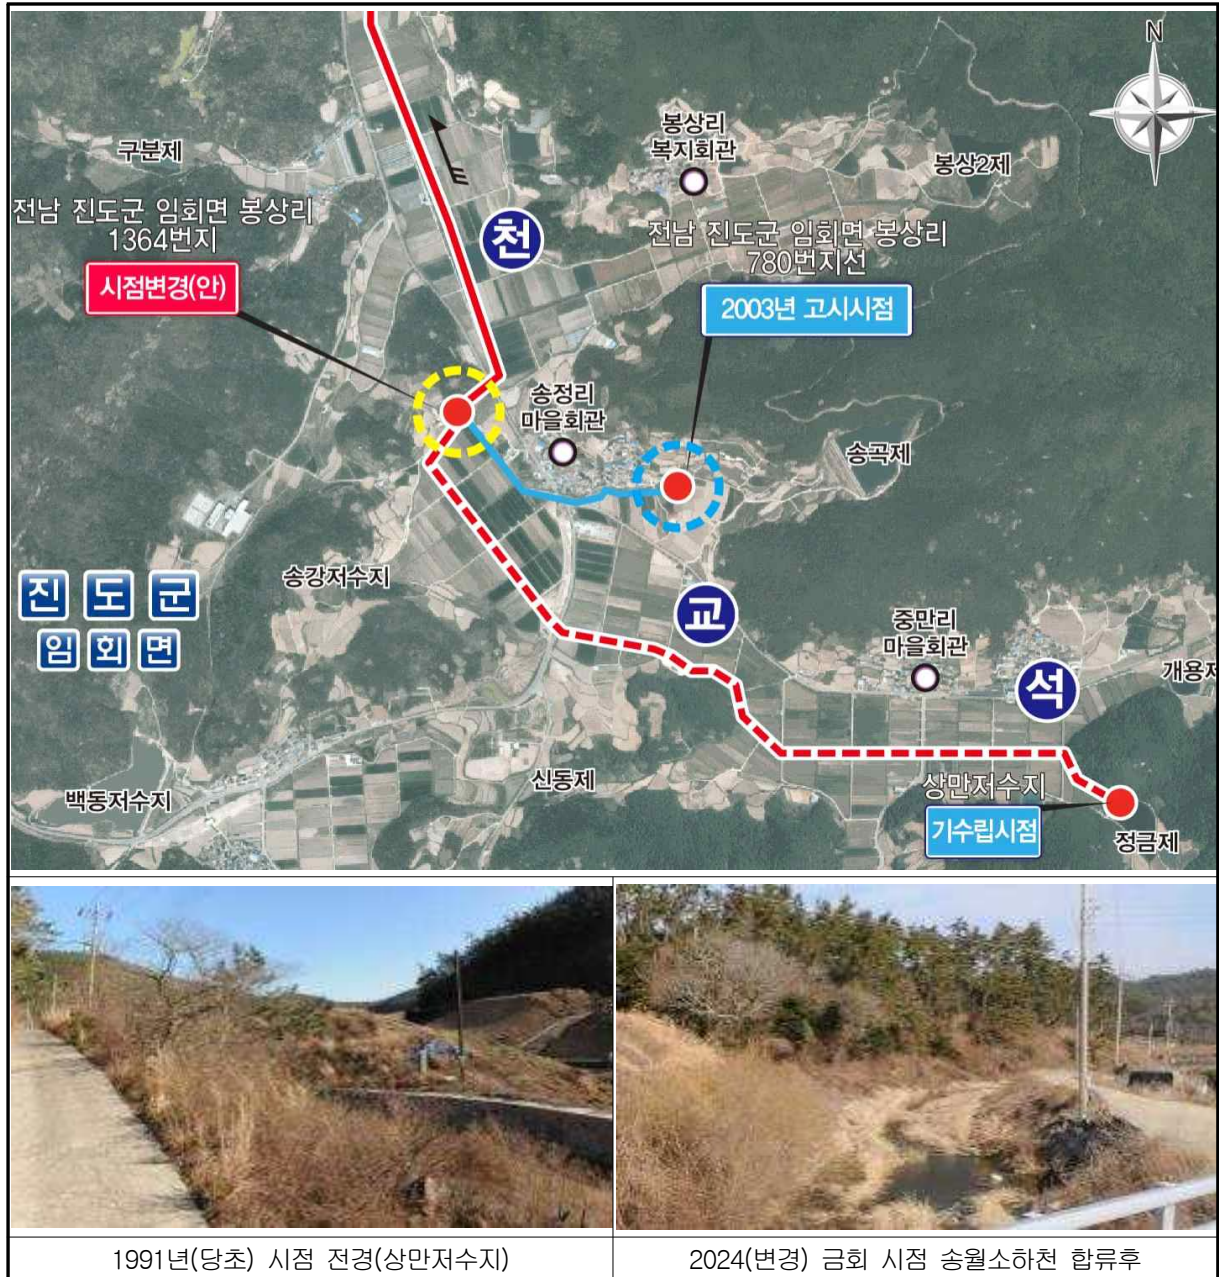 N
구분제
봉상리
복지회관
봉상2제
전남 진도군 임회면 봉상리
1364번지
시점변경(안)
천
전남 진도군 임회면 봉상리
780번지선
2003년 고시시점
송정리
마을회관
송곡제
송강저수지
진도군
임회면
교
중만리
마을회관
석
개용제
백동저수지
신동제
상만저수지
기수립시점
정금제
1991년(당초) 시점 전경(상만저수지)
2024(변경) 금회 시점 송월소하천 합류후